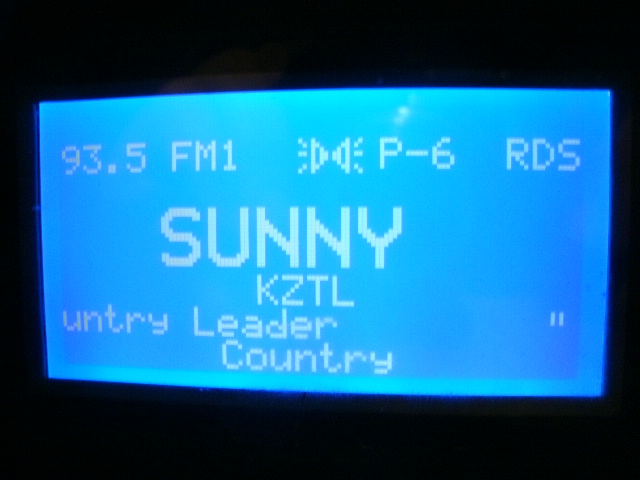 93.5 FM1 P-6 RDS
SUNNY
KZTL
untry Leader "
Country